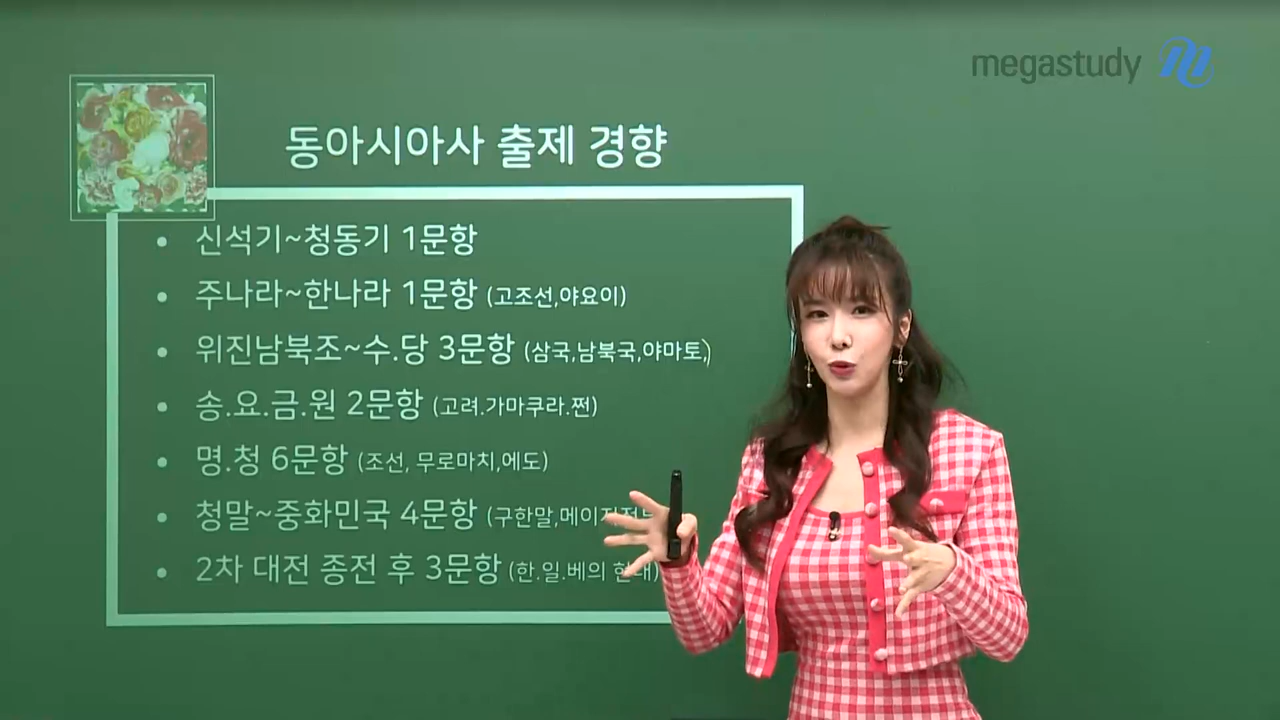 megastudy
동아시아사 출제 경향
• 신석기~청동기 1문항
• 주나라~한나라 1문항 (고조선,야요이)
• 위진남북조~수.당 3문항 (삼국,남북국,야마토,)
• 송.요.금.원 2문항 (고려.가마쿠라.쩐)
• 명.청 6문항 (조선, 무로마치,에도)
• 청말~중화민국 4문항 (구한말,
• 2차 대전 종전 후 3문항 (한.일.베의 현대)